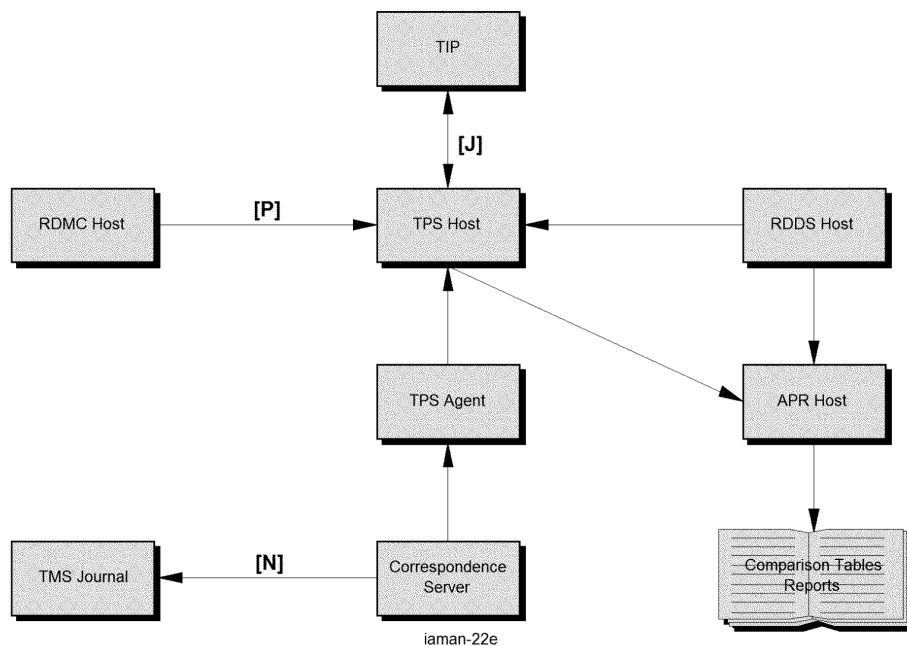 TIP
[J]
RDMC Host
[P]
TPS Host
RDDS Host
TPS Agent
APR Host
TMS Journal
[N]
Correspondence
Server
Comparison Tables
Reports
iaman-22e